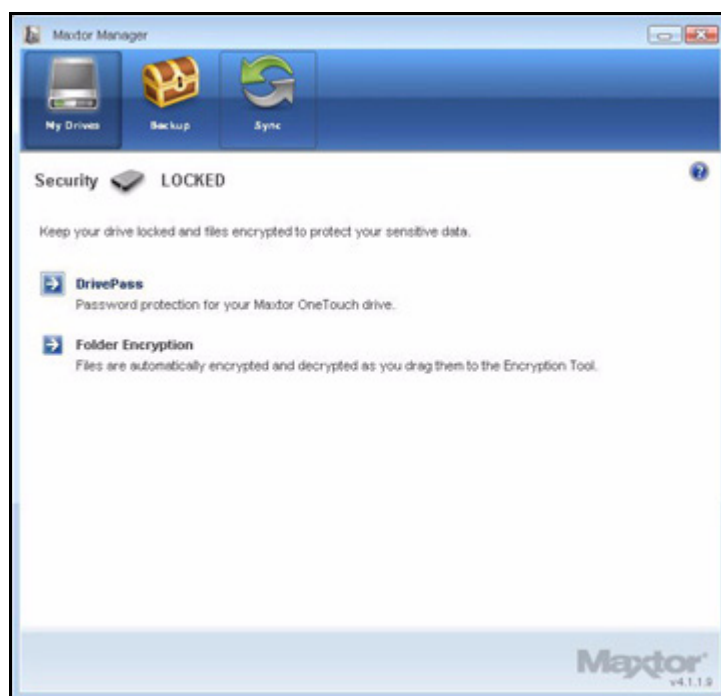 Maxtor Manager
My Drives Backup Sync
Security LOCKED
Keep your drive locked and files encrypted to protect your sensitive data.
DrivePass
Password protection for your Maxtor OneTouch drive.
Folder Encryption
Files are automatically encrypted and decrypted as you drag them to the Encryption Tool.
Maxtor
v4.1.1.9